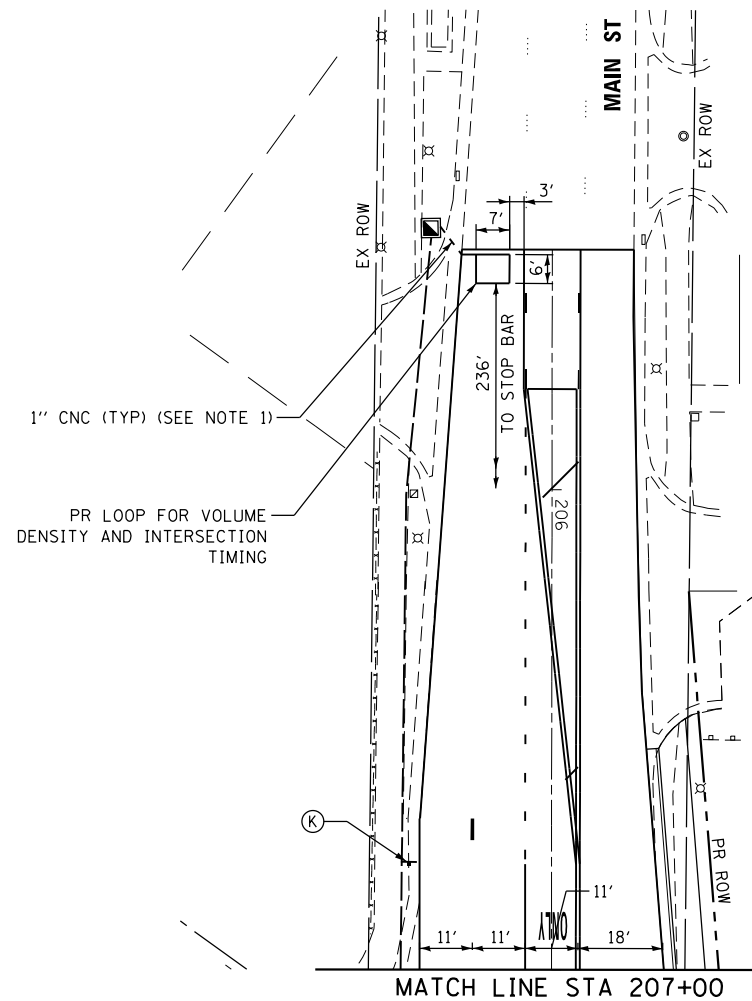 MAIN ST
EX ROW
EX ROW
3'
7'
6'
236'
TO STOP BAR
1" CNC (TYP) (SEE NOTE 1)
PR LOOP FOR VOLUME
DENSITY AND INTERSECTION
TIMING
206
K
PR ROW
ONLY
11'
11'
11'
18'
MATCH LINE STA 207+00